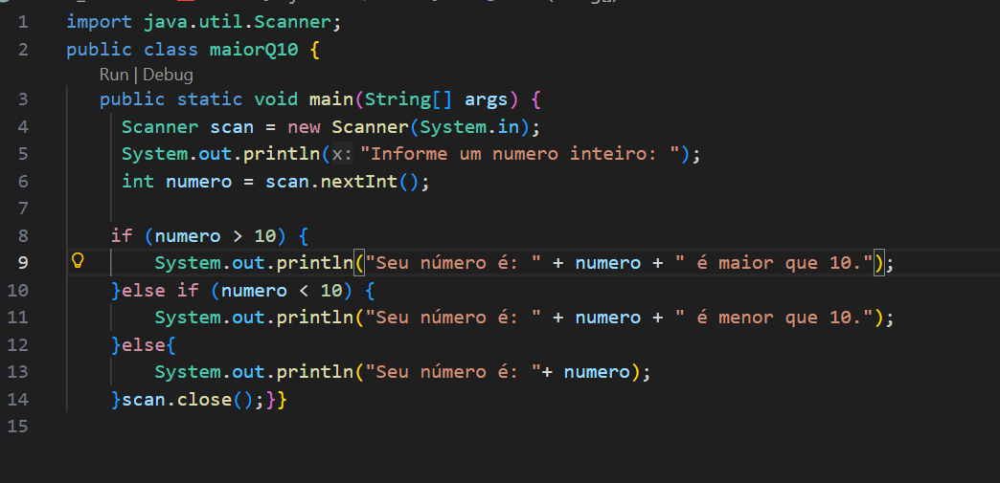 1 import java.util.Scanner;
2 public class maiorQ10 {
Run | Debug
3 public static void main(String[] args) {
4 Scanner scan = new Scanner(System.in);
5 System.out.println(x: "Informe um numero inteiro: ");
6 int numero = scan.nextInt();
7
8 if (numero > 10) {
9 System.out.println("Seu número é: " + numero + " é maior que 10.");
10 }else if (numero < 10) {
11 System.out.println("Seu número é: " + numero + " é menor que 10.");
12 }else{
13 System.out.println("Seu número é: "+ numero);
14 }scan.close();}}
15